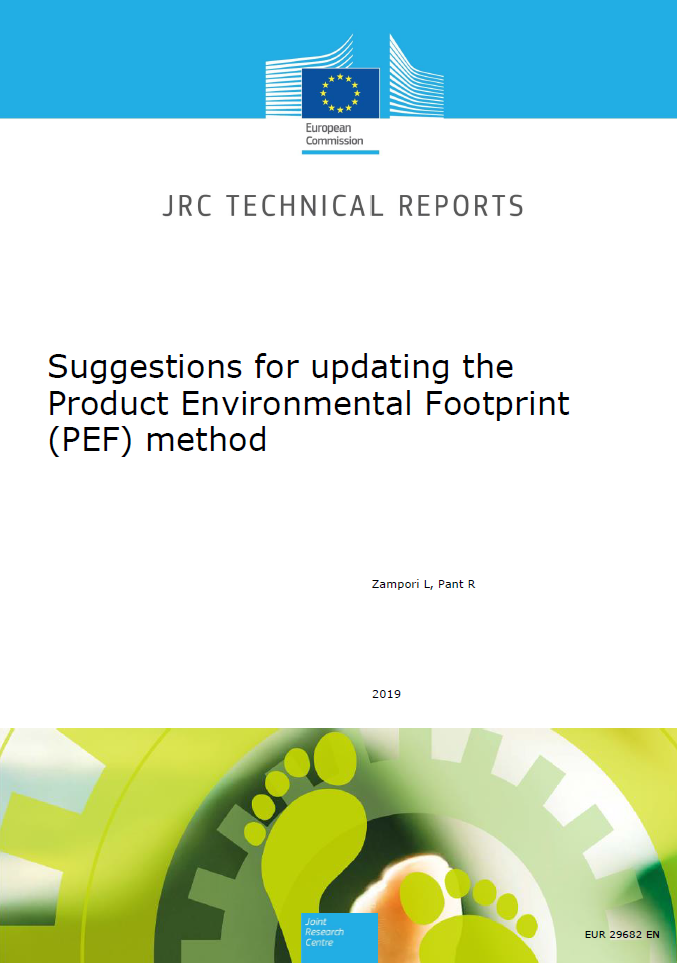 European
Commission
JRC TECHNICAL REPORTS
Suggestions for updating the
Product Environmental Footprint
(PEF) method
Zampori L, Pant R
2019
Joint
Research
Centre
EUR 29682 EN